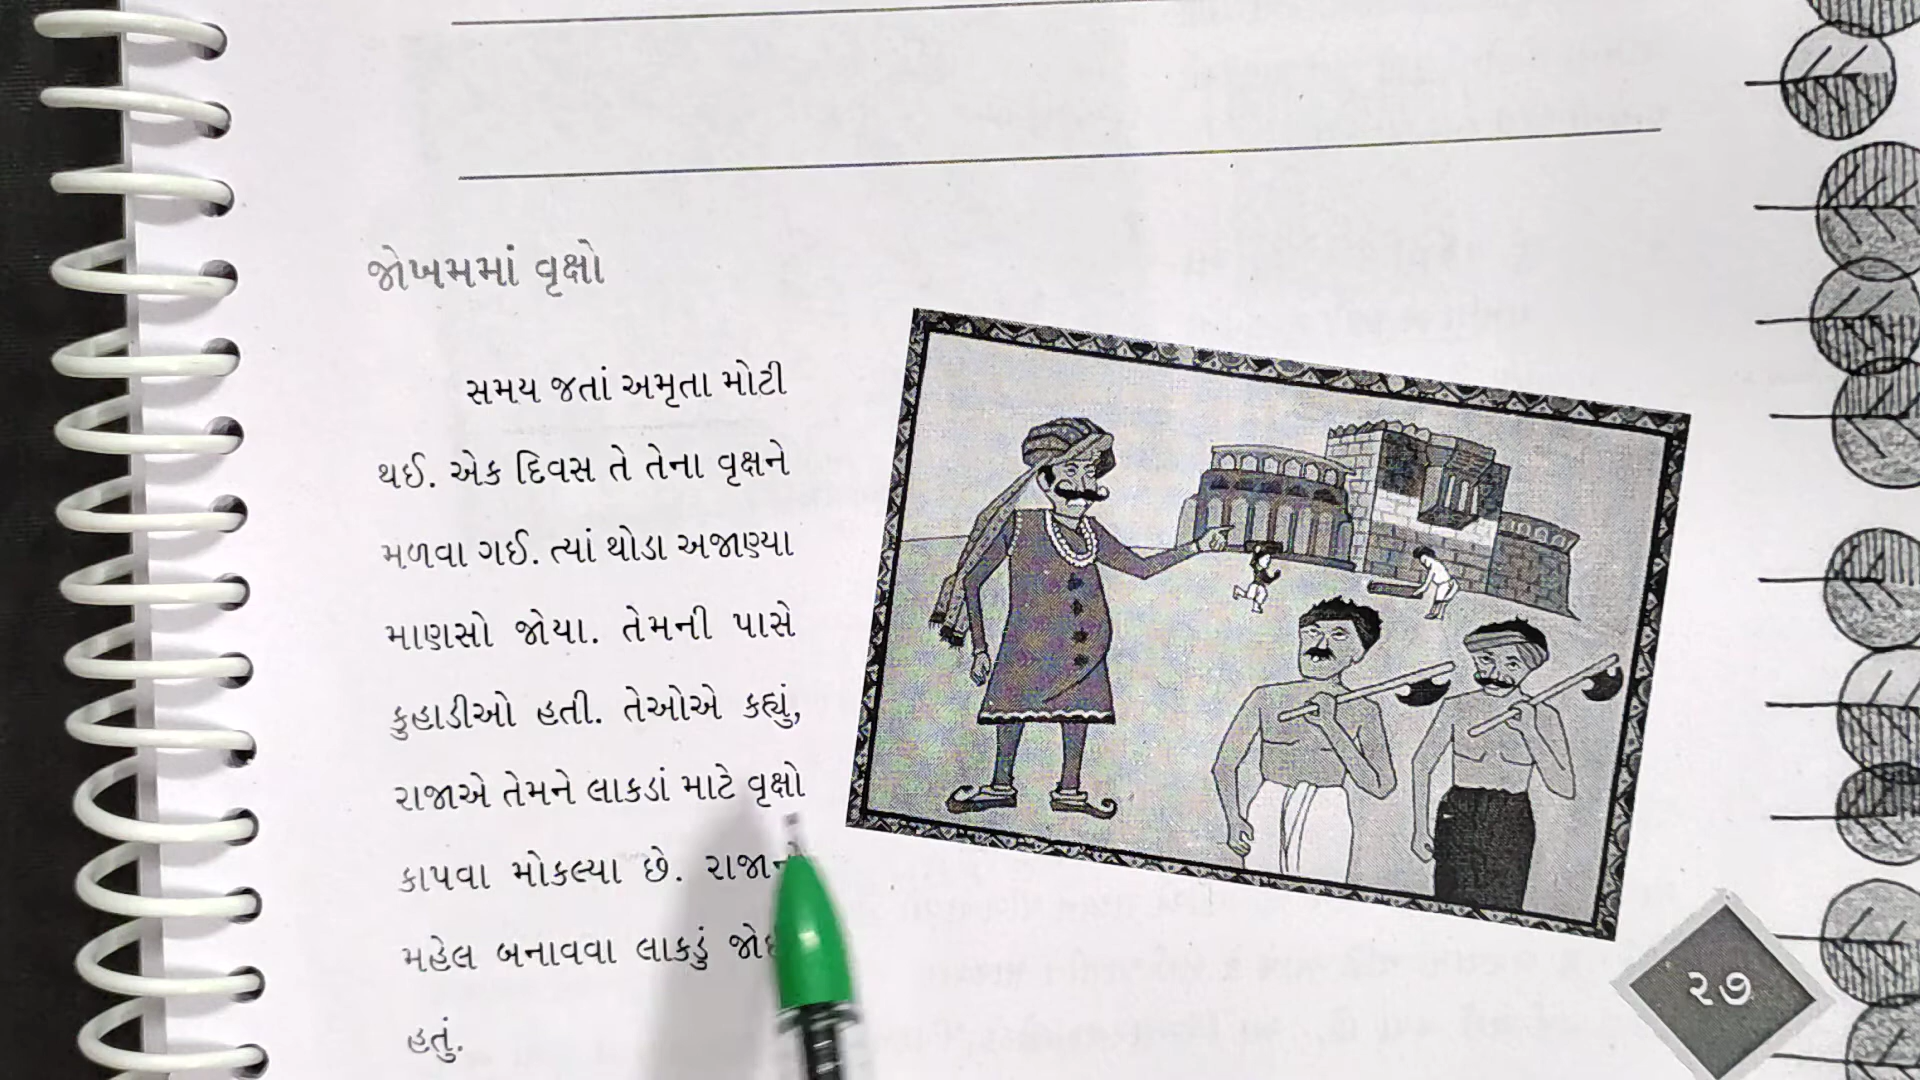 જોખમમાં વૃક્ષો
સમય જતાં અમૃતા મોટી
થઈ. એક દિવસ તે તેના વૃક્ષને
મળવા ગઈ. ત્યાં થોડા અજાણ્યા
માણસો જોયા. તેમની પાસે
કુહાડીઓ હતી. તેઓએ કહ્યું,
રાજાએ તેમને લાકડાં માટે વૃક્ષો
કાપવા મોકલ્યા છે.
મહેલ બનાવવા લાકડું
હતું.
૨૭